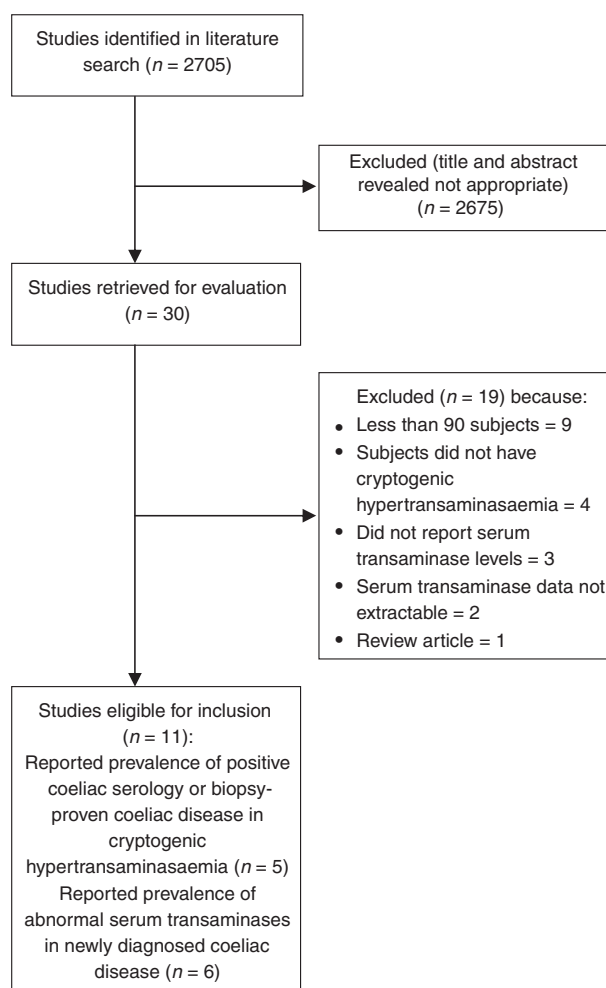 Studies identified in literature
search (n = 2705)
Excluded (title and abstract
revealed not appropriate)
(n = 2675)
Studies retrieved for evaluation
(n = 30)
Excluded (n = 19) because:
• Less than 90 subjects = 9
• Subjects did not have
cryptogenic
hypertransaminasaemia = 4
• Did not report serum
transaminase levels = 3
• Serum transaminase data not
extractable = 2
• Review article = 1
Studies eligible for inclusion
(n = 11):
Reported prevalence of positive
coeliac serology or biopsy-
proven coeliac disease in
cryptogenic
hypertransaminasaemia (n = 5)
Reported prevalence of
abnormal serum transaminases
in newly diagnosed coeliac
disease (n = 6)